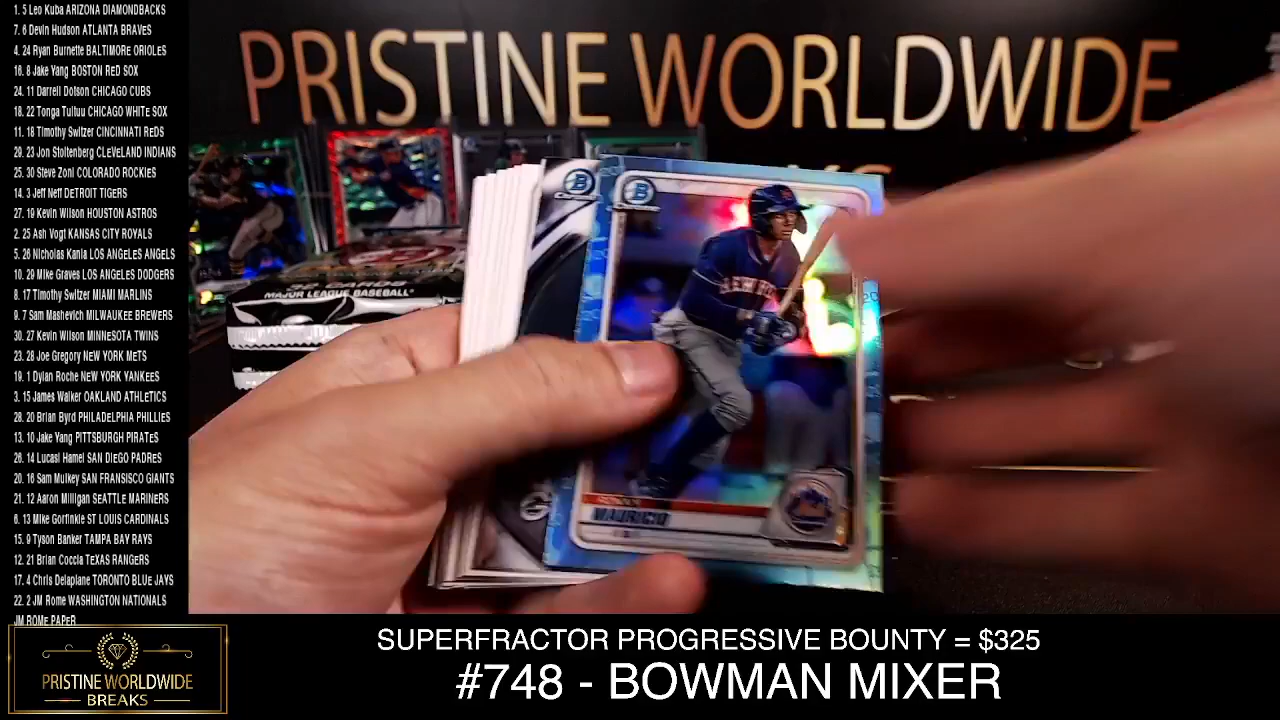 1. 5 Leo Kuba ARIZONA DIAMONDBACKS
7. 6 Devin Hudson ATLANTA BRAVES
4. 24 Ryan Burnette BALTIMORE ORIOLES
16. 8 Jake Yang BOSTON RED SOX
24. 11 Darrell Dotson CHICAGO CUBS
18. 22 Tonga Tuituu CHICAGO WHITE SOX
11. 18 Timothy Switzer CINCINNATI REDS
29. 23 Jon Stoltenberg CLEVELAND INDIANS
25. 30 Steve Zoni COLORADO ROCKIES
14. 3 Jeff Neff DETROIT TIGERS
27. 19 Kevin Wilson HOUSTON ASTROS
2. 25 Ash Vogt KANSAS CITY ROYALS
5. 26 Nicholas Kania LOS ANGELES ANGELS
10. 29 Mike Graves LOS ANGELES DODGERS
8. 17 Timothy Switzer MIAMI MARLINS
9. 7 Sam Mashevich MILWAUKEE BREWERS
30. 27 Kevin Wilson MINNESOTA TWINS
23. 28 Joe Gregory NEW YORK METS
19. 1 Dylan Roche NEW YORK YANKEES
3. 15 James Walker OAKLAND ATHLETICS
28. 20 Brian Byrd PHILADELPHIA PHILLIES
13. 10 Jake Yang PITTSBURGH PIRATES
26. 14 Lucasl Hamel SAN DIEGO PADRES
20. 16 Sam Mulkey SAN FRANSISCO GIANTS
21. 12 Aaron Milligan SEATTLE MARINERS
6. 13 Mike Gorfinkle ST LOUIS CARDINALS
15. 9 Tyson Banker TAMPA BAY RAYS
12. 21 Brian Coccia TEXAS RANGERS
17. 4 Chris Delaplane TORONTO BLUE JAYS
22. 2 JM Rome WASHINGTON NATIONALS
JM ROME PAPER
PRISTINE WORLDWIDE
BREAKS
PRISTINE WORLDWIDE
32 CARDS
MAJOR LEAGUE BASEBALL
B
B
MAURICIO
SUPERFRACTOR PROGRESSIVE BOUNTY = $325
#748 - BOWMAN MIXER